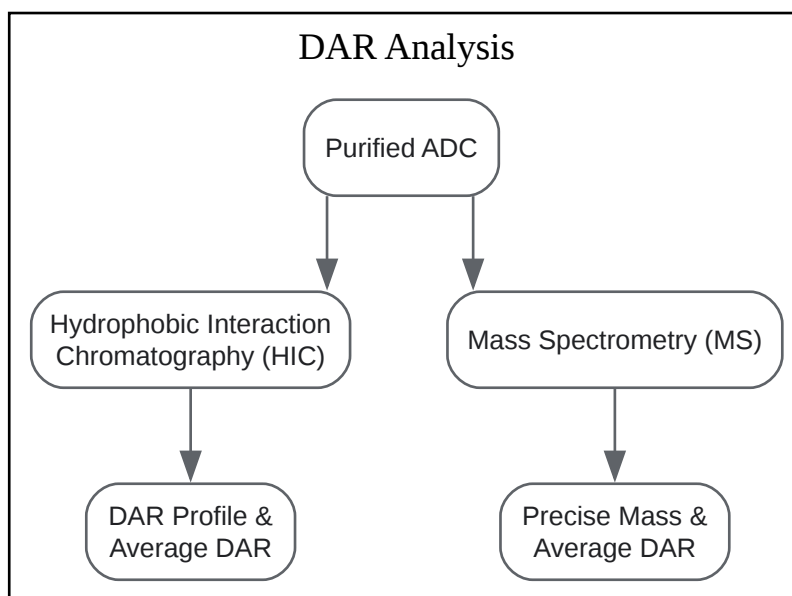 DAR Analysis
Purified ADC
Hydrophobic Interaction
Chromatography (HIC)
Mass Spectrometry (MS)
DAR Profile &
Average DAR
Precise Mass &
Average DAR